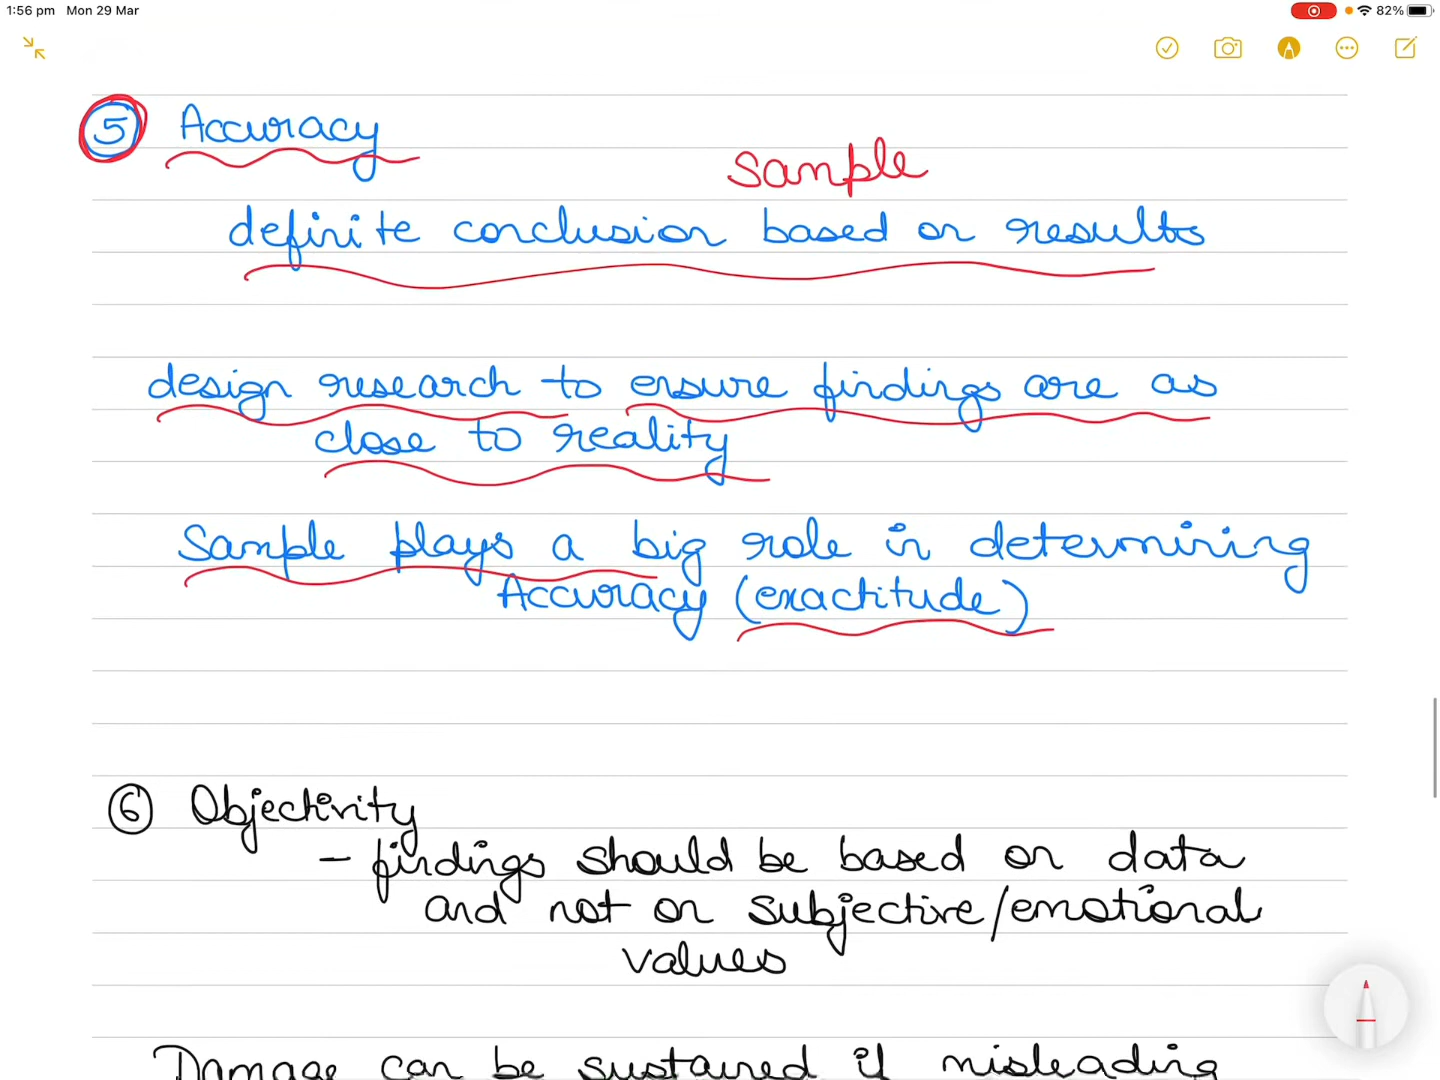 1:56 pm Mon 29 Mar
82%
5 Accuracy
Sample
definite conclusion based on results
design research to ensure findings are as
close to reality
Sample plays a big role in determining
Accuracy (exactitude)
6 Objectivity
- findings should be based on data
and not on subjective/emotional
values
Damage can be sustained if misleading